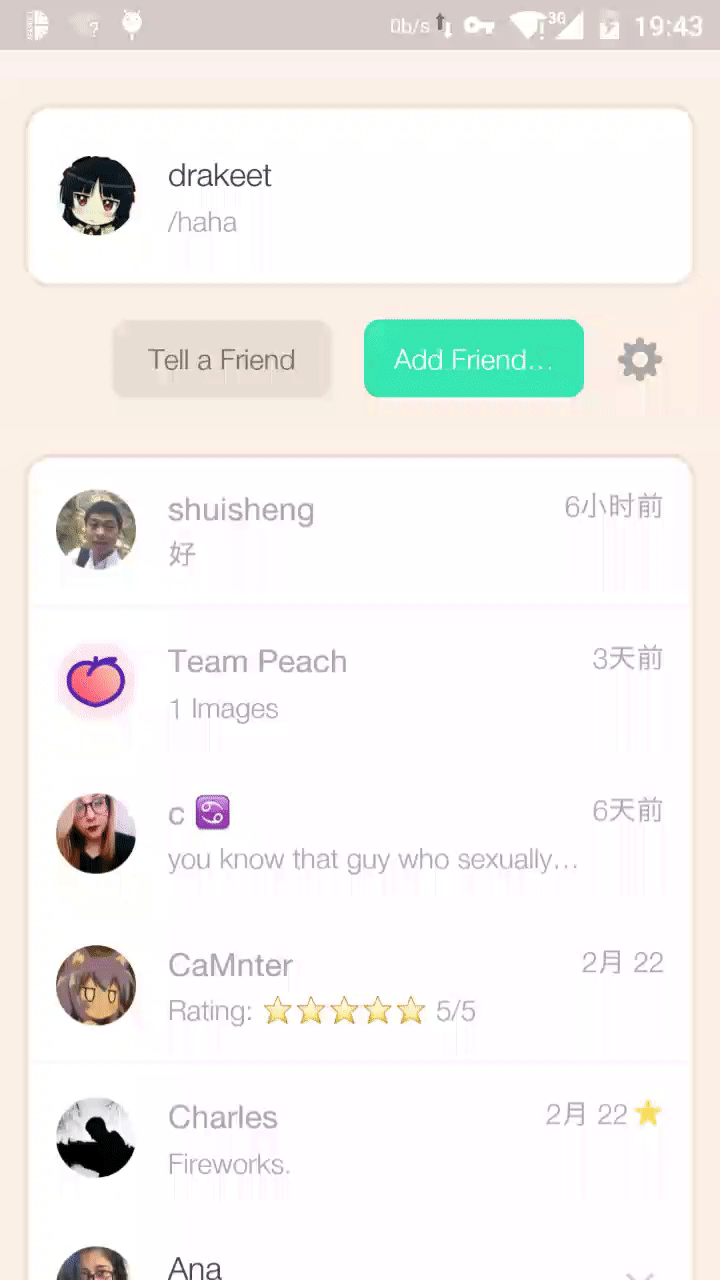 0b/s 3G 19:43
drakeet
/haha
Tell a Friend
Add Friend...
shuisheng 6小时前
好
Team Peach 3天前
1 Images
c ♋ 6天前
you know that guy who sexually...
CaMnter 2月 22
Rating: ⭐⭐⭐⭐⭐ 5/5
Charles 2月 22⭐
Fireworks.
Ana